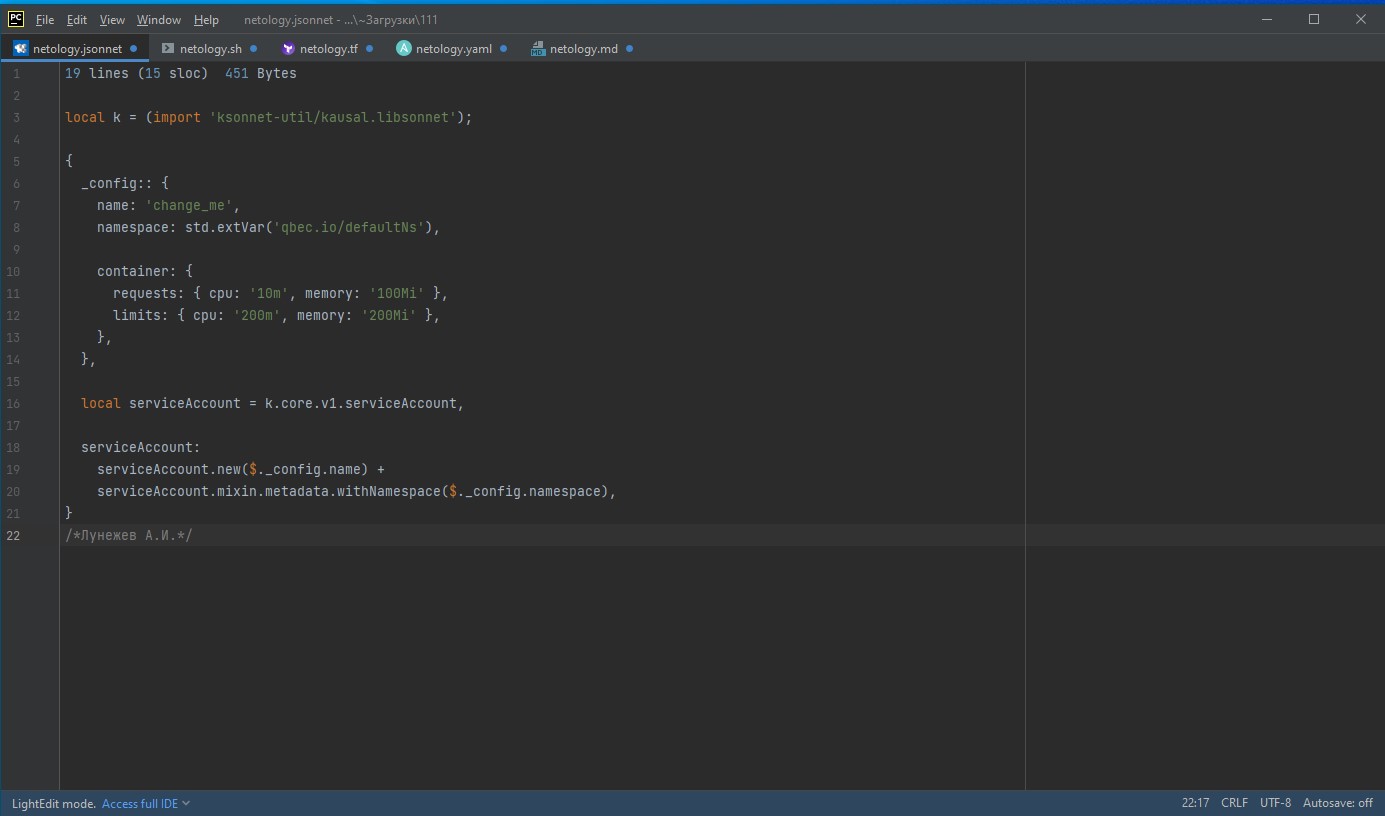 PC File Edit View Window Help netology.jsonnet - ...\~Загрузки\111
netology.jsonnet netology.sh netology.tf A netology.yaml MD netology.md
1 19 lines (15 sloc)  451 Bytes
2
3 local k = (import 'ksonnet-util/kausal.libsonnet');
4
5 {
6   _config:: {
7     name: 'change_me',
8     namespace: std.extVar('qbec.io/defaultNs'),
9
10     container: {
11       requests: { cpu: '10m', memory: '100Mi' },
12       limits: { cpu: '200m', memory: '200Mi' },
13     },
14   },
15
16   local serviceAccount = k.core.v1.serviceAccount,
17
18   serviceAccount:
19     serviceAccount.new($._config.name) +
20     serviceAccount.mixin.metadata.withNamespace($._config.namespace),
21 }
22 /*Лунежев А.И.*/
LightEdit mode. Access full IDE 22:17 CRLF UTF-8 Autosave: off